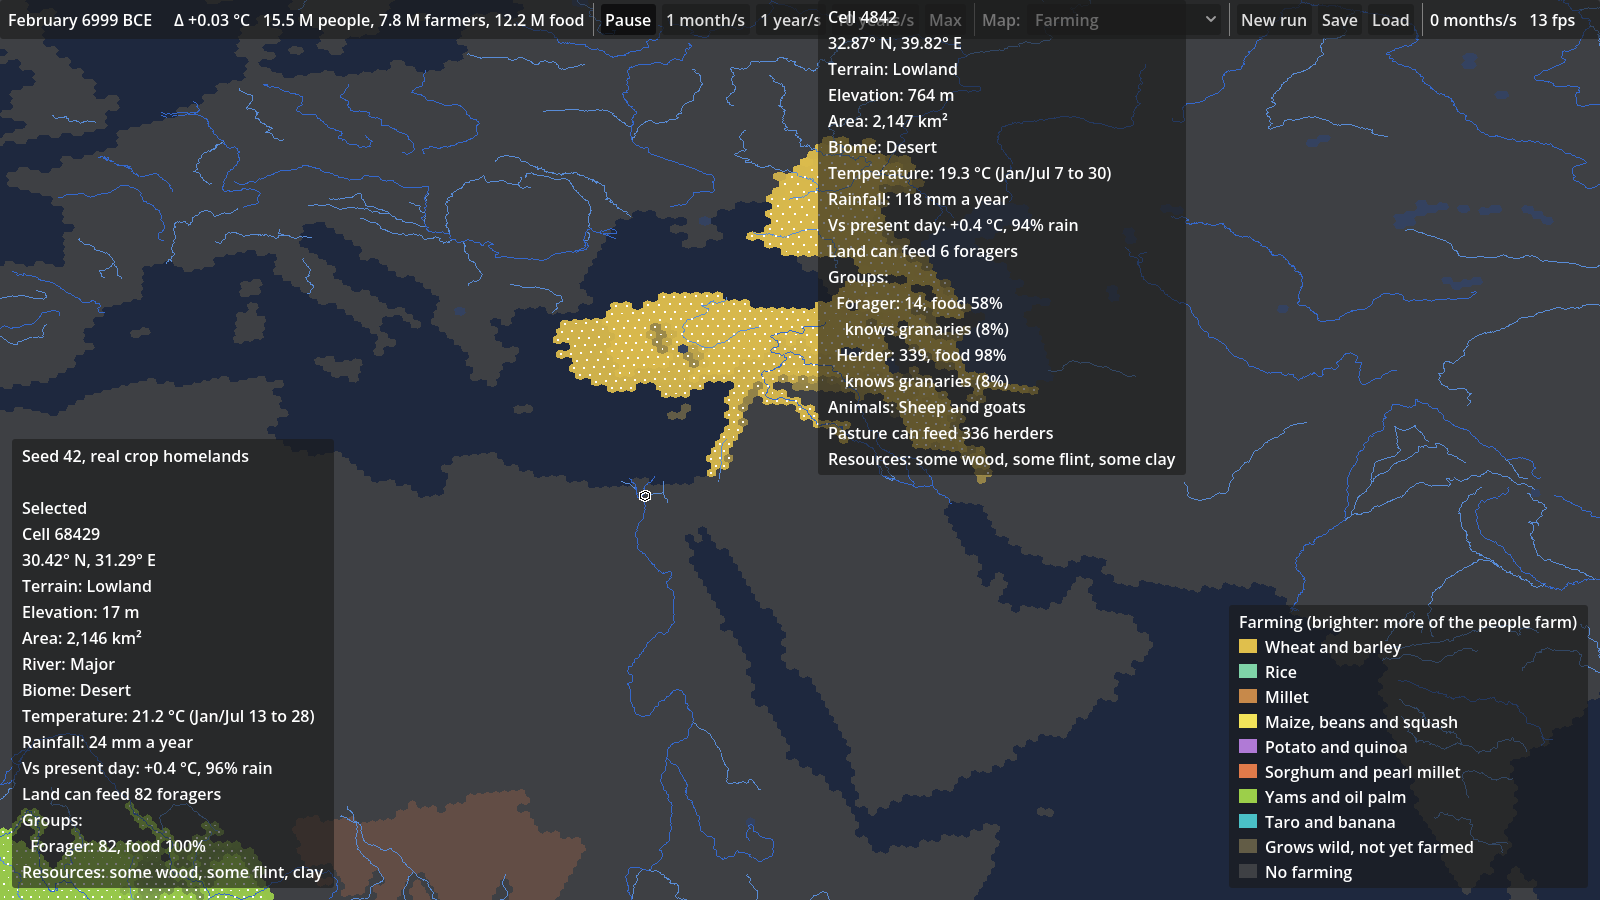 February 6999 BCE Δ +0.03 °C 15.5 M people, 7.8 M farmers, 12.2 M food Pause 1 month/s 1 year/s years/s Max Map: Farming New run Save Load 0 months/s 13 fps
Cell 4842
32.87° N, 39.82° E
Terrain: Lowland
Elevation: 764 m
Area: 2,147 km²
Biome: Desert
Temperature: 19.3 °C (Jan/Jul 7 to 30)
Rainfall: 118 mm a year
Vs present day: +0.4 °C, 94% rain
Land can feed 6 foragers
Groups:
Forager: 14, food 58%
knows granaries (8%)
Herder: 339, food 98%
knows granaries (8%)
Animals: Sheep and goats
Pasture can feed 336 herders
Resources: some wood, some flint, some clay
Seed 42, real crop homelands
Selected
Cell 68429
30.42° N, 31.29° E
Terrain: Lowland
Elevation: 17 m
Area: 2,146 km²
River: Major
Biome: Desert
Temperature: 21.2 °C (Jan/Jul 13 to 28)
Rainfall: 24 mm a year
Vs present day: +0.4 °C, 96% rain
Land can feed 82 foragers
Groups:
Forager: 82, food 100%
Resources: some wood, some flint, clay
Farming (brighter: more of the people farm)
Wheat and barley
Rice
Millet
Maize, beans and squash
Potato and quinoa
Sorghum and pearl millet
Yams and oil palm
Taro and banana
Grows wild, not yet farmed
No farming